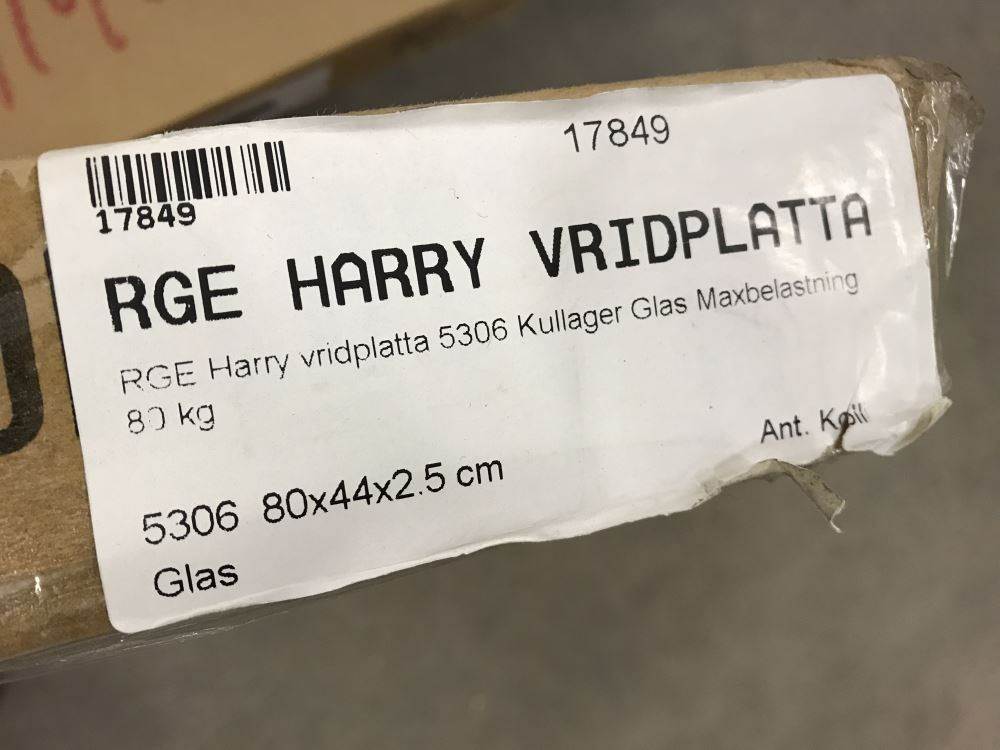 17849
17849
RGE HARRY VRIDPLATTA
RGE Harry vridplatta 5306 Kullager Glas Maxbelastning
80 kg
Ant. Kolli
5306 80x44x2.5 cm
Glas